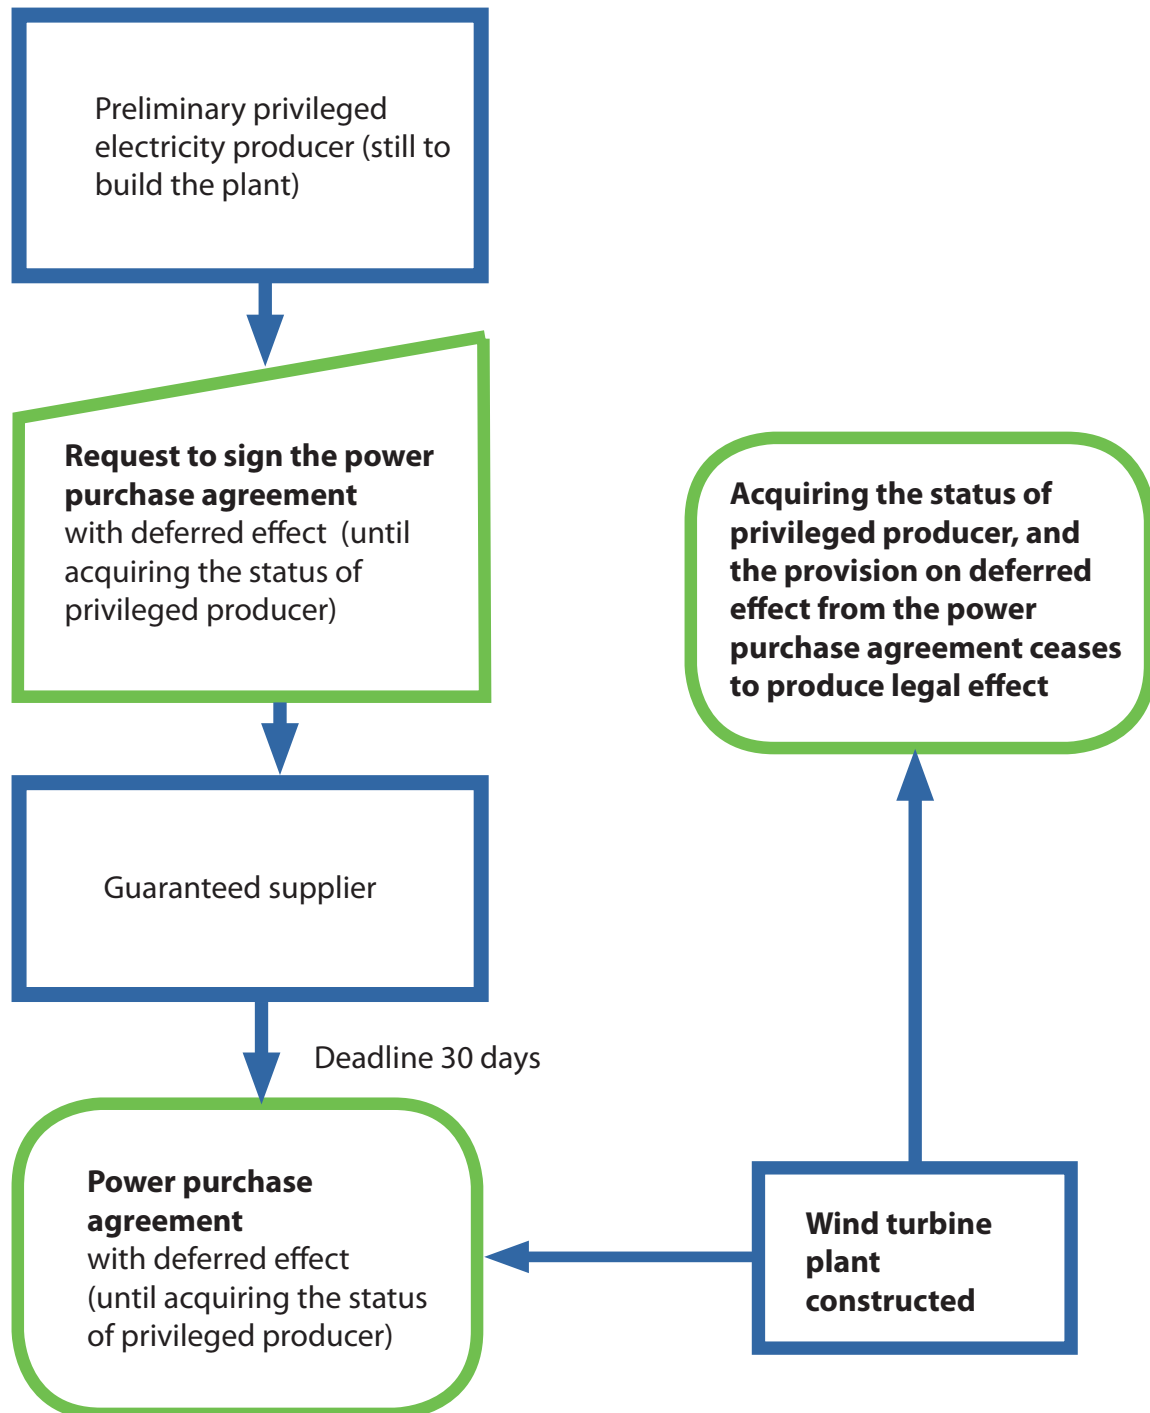 Preliminary privileged
electricity producer (still to
build the plant)
Request to sign the power
purchase agreement
with deferred effect (until
acquiring the status of
privileged producer)
Guaranteed supplier
Deadline 30 days
Power purchase
agreement
with deferred effect
(until acquiring the status
of privileged producer)
Wind turbine
plant
constructed
Acquiring the status of
privileged producer, and
the provision on deferred
effect from the power
purchase agreement ceases
to produce legal effect